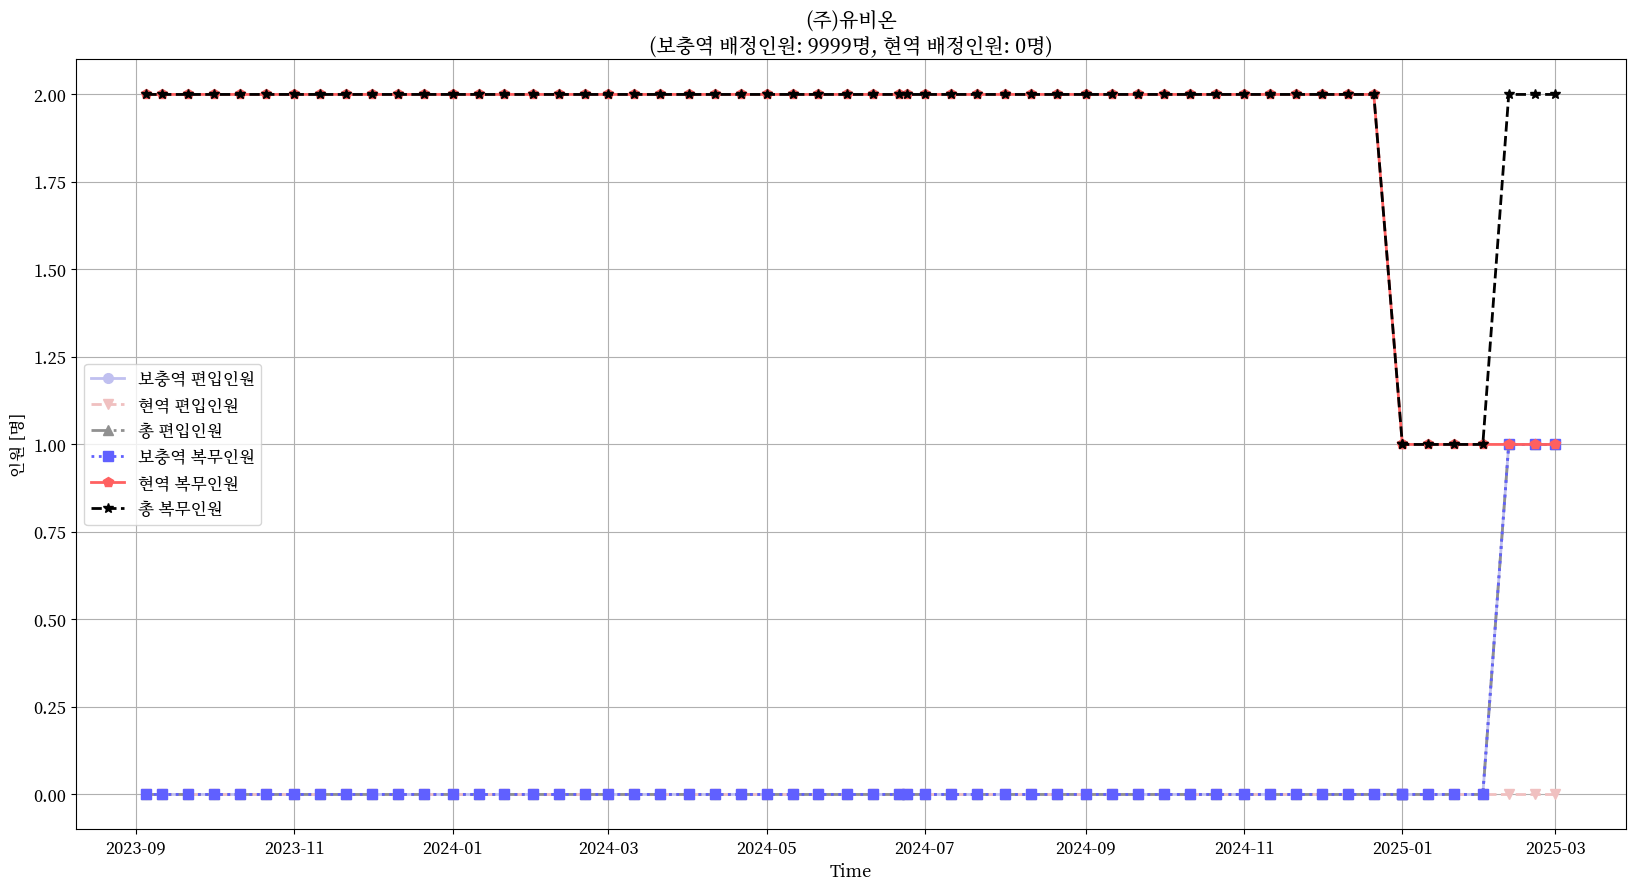 (주)유비온
(보충역 배정인원: 9999명, 현역 배정인원: 0명)
2.00
1.75
1.50
1.25
1.00
0.75
0.50
0.25
0.00
인원 [명]
보충역 편입인원
현역 편입인원
총 편입인원
보충역 복무인원
현역 복무인원
총 복무인원
2023-09
2023-11
2024-01
2024-03
2024-05
2024-07
2024-09
2024-11
2025-01
2025-03
Time